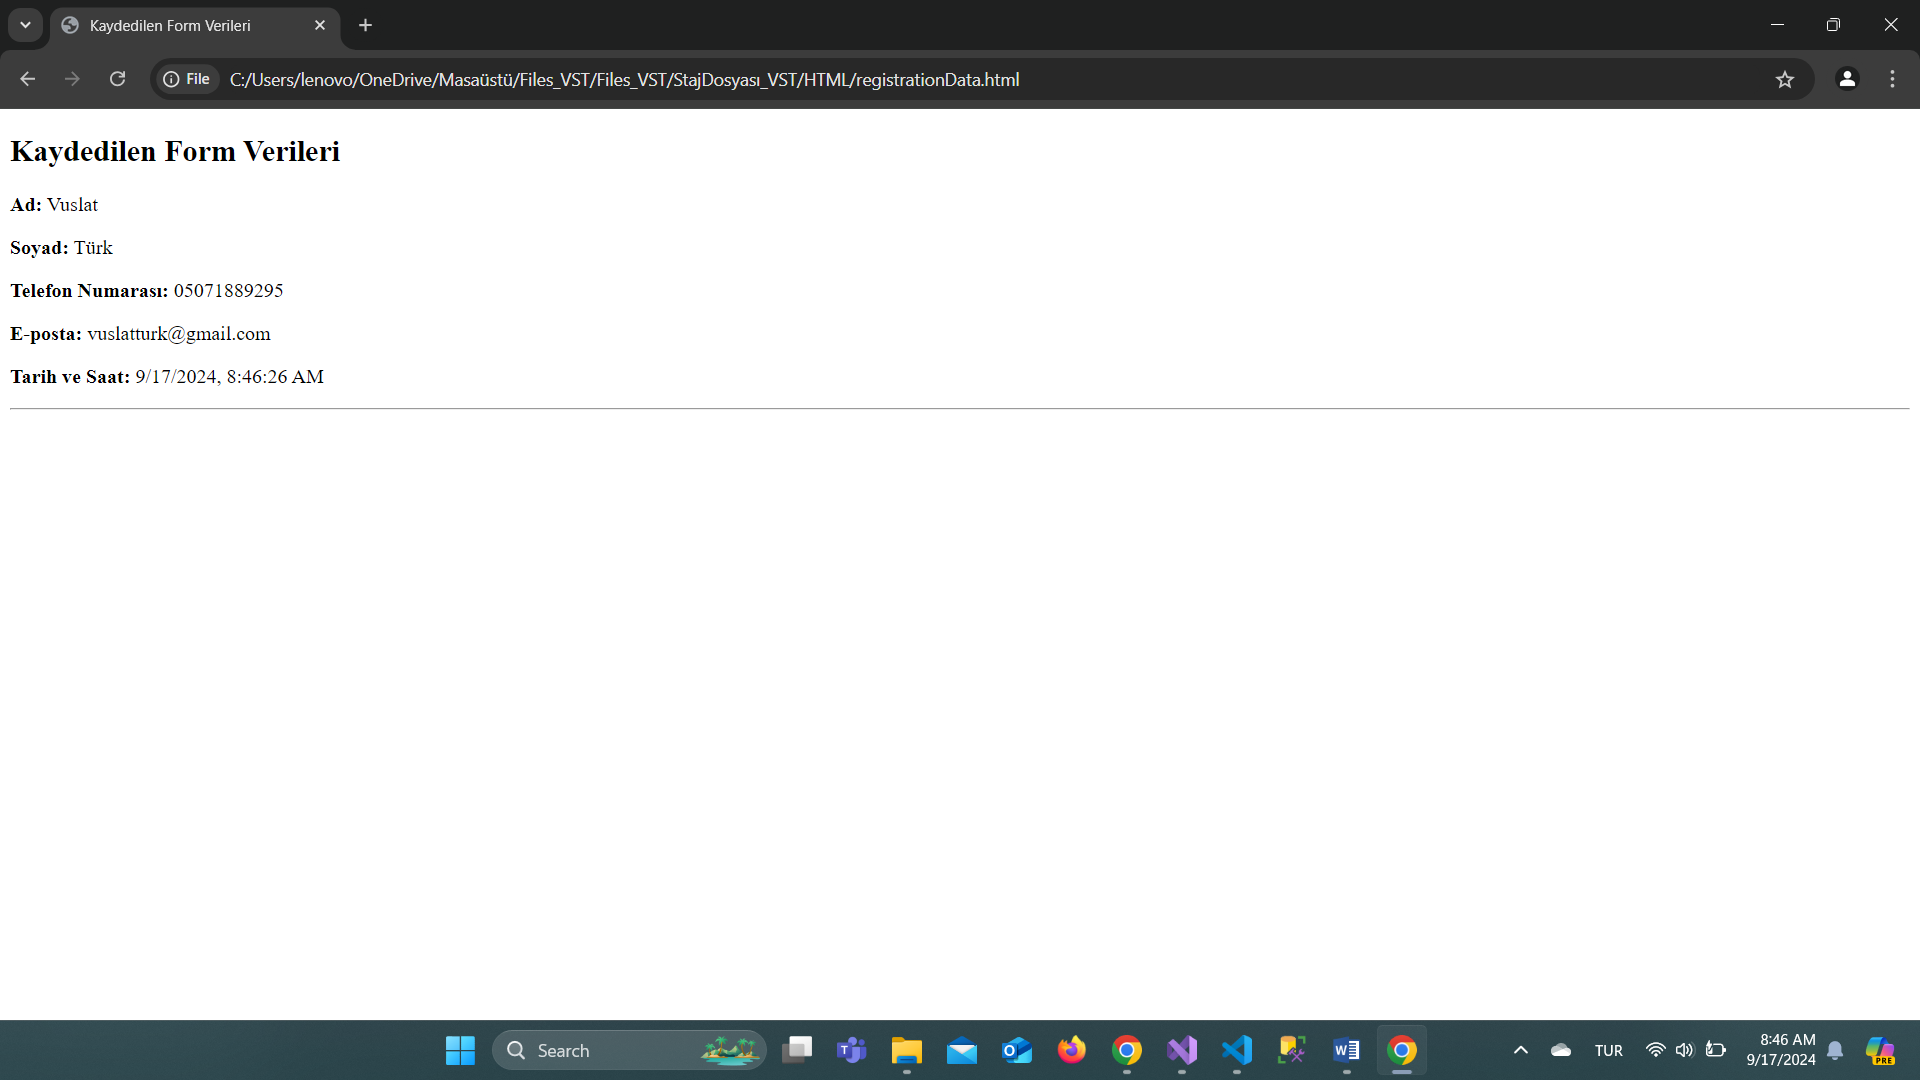 Kaydedilen Form Verileri
File
C:/Users/lenovo/OneDrive/Masaüstü/Files_VST/Files_VST/StajDosyası_VST/HTML/registrationData.html
Kaydedilen Form Verileri
Ad: Vuslat
Soyad: Türk
Telefon Numarası: 05071889295
E-posta: vuslatturk@gmail.com
Tarih ve Saat: 9/17/2024, 8:46:26 AM
Search
TUR
8:46 AM
9/17/2024
PRE